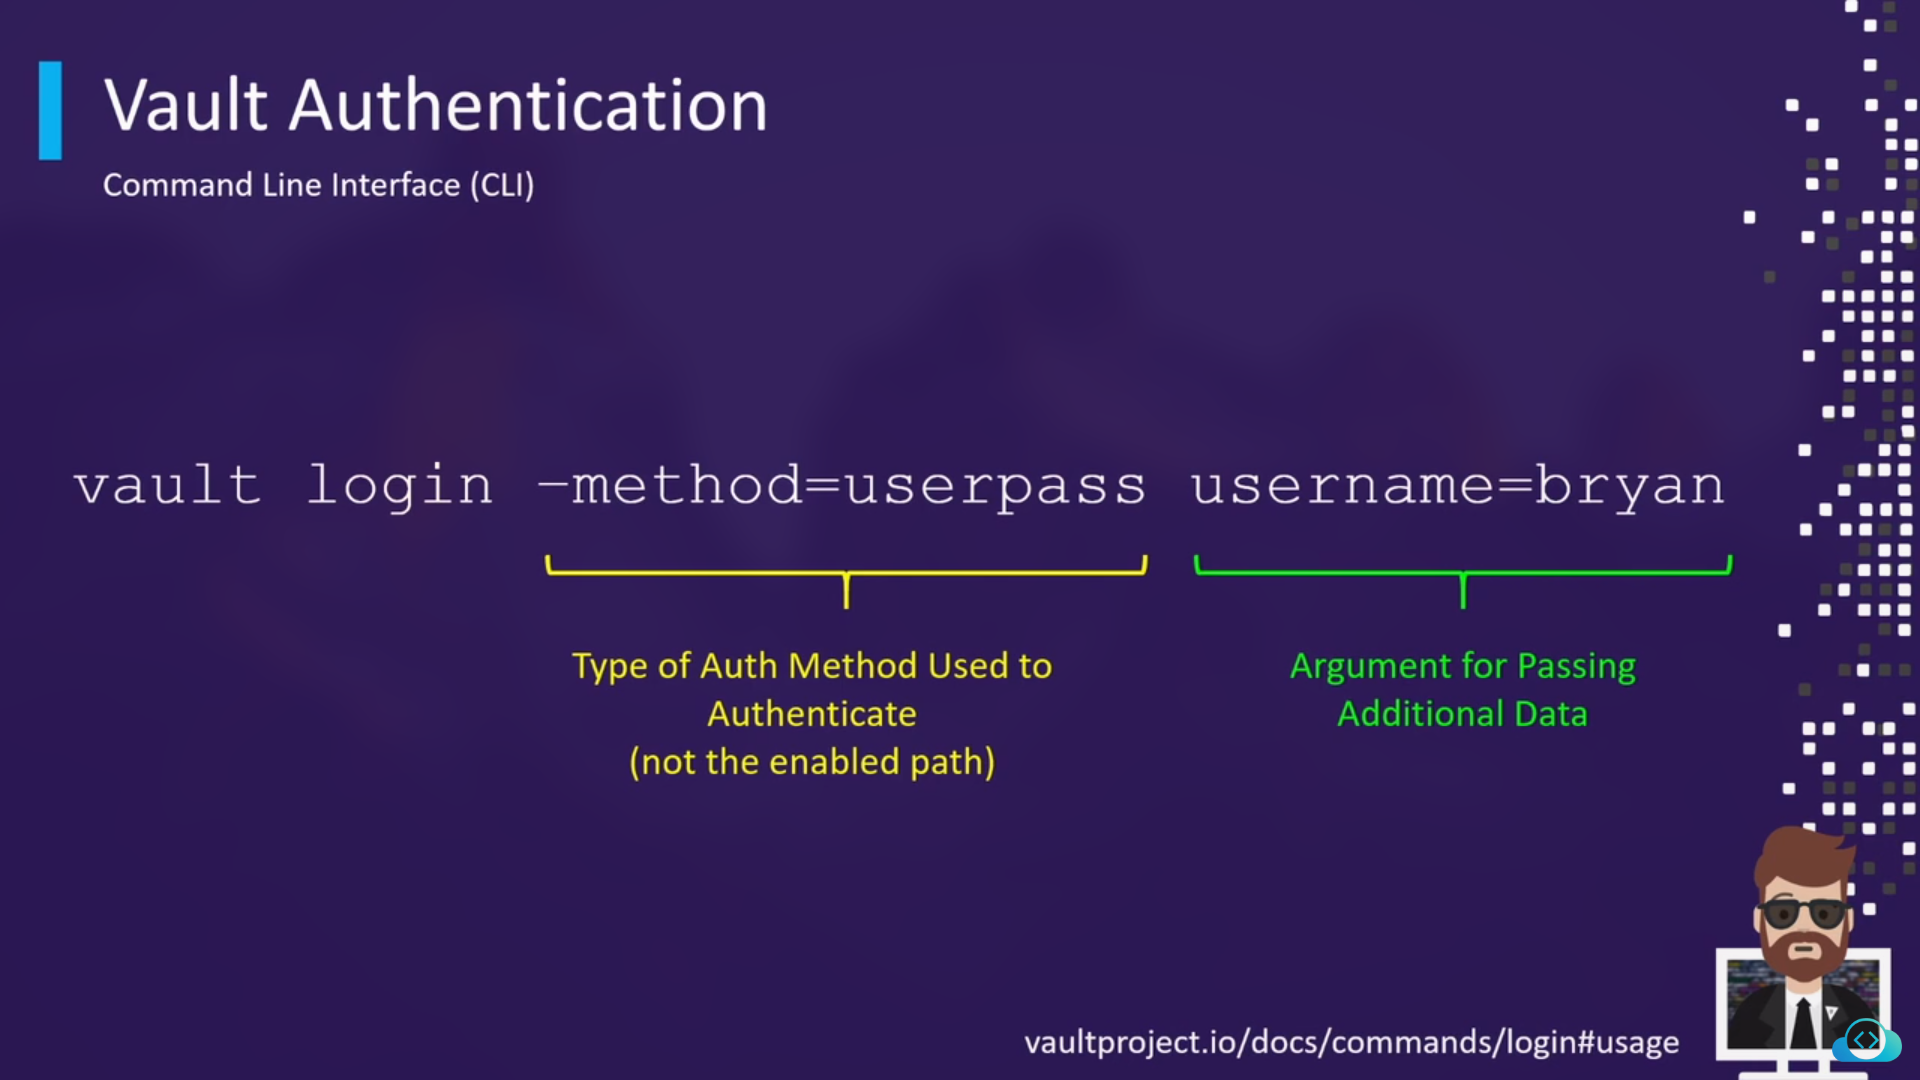 Vault Authentication
Command Line Interface (CLI)
vault login –method=userpass username=bryan
Type of Auth Method Used to
Authenticate
(not the enabled path)
Argument for Passing
Additional Data
vaultproject.io/docs/commands/login#usage